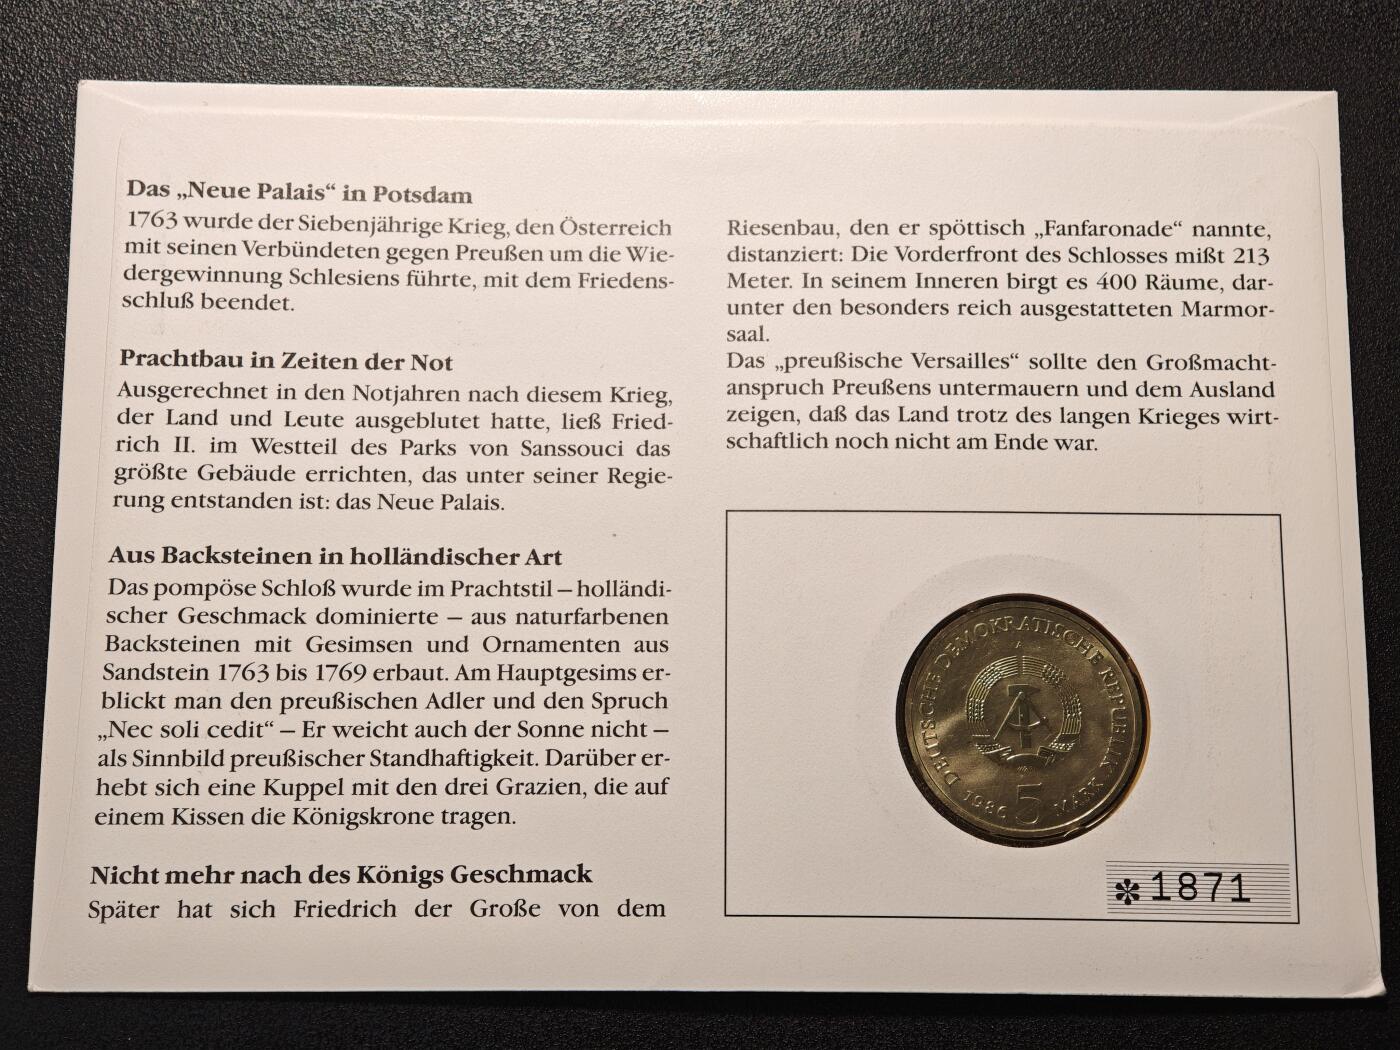 Das „Neue Palais“ in Potsdam
1763 wurde der Siebenjährige Krieg, den Österreich
mit seinen Verbündeten gegen Preußen um die Wie-
dergewinnung Schlesiens führte, mit dem Friedens-
schluß beendet.
Prachtbau in Zeiten der Not
Ausgerechnet in den Notjahren nach diesem Krieg,
der Land und Leute ausgeblutet hatte, ließ Fried-
rich II. im Westteil des Parks von Sanssouci das
größte Gebäude errichten, das unter seiner Regie-
rung entstanden ist: das Neue Palais.
Aus Backsteinen in holländischer Art
Das pompöse Schloß wurde im Prachtstil – holländi-
scher Geschmack dominierte – aus naturfarbenen
Backsteinen mit Gesimsen und Ornamenten aus
Sandstein 1763 bis 1769 erbaut. Am Hauptgesims er-
blickt man den preußischen Adler und den Spruch
„Nec soli cedit“ – Er weicht auch der Sonne nicht –
als Sinnbild preußischer Standhaftigkeit. Darüber er-
hebt sich eine Kuppel mit den drei Grazien, die auf
einem Kissen die Königskrone tragen.
Nicht mehr nach des Königs Geschmack
Später hat sich Friedrich der Große von dem
Riesenbau, den er spöttisch „Fanfaronade“ nannte,
distanziert: Die Vorderfront des Schlosses mißt 213
Meter. In seinem Inneren birgt es 400 Räume, dar-
unter den besonders reich ausgestatteten Marmor-
saal.
Das „preußische Versailles“ sollte den Großmacht-
anspruch Preußens untermauern und dem Ausland
zeigen, daß das Land trotz des langen Krieges wirt-
schaftlich noch nicht am Ende war.
DEUTSCHE DEMOKRATISCHE REPUBLIK
A
1986 5 MARK
✻1871